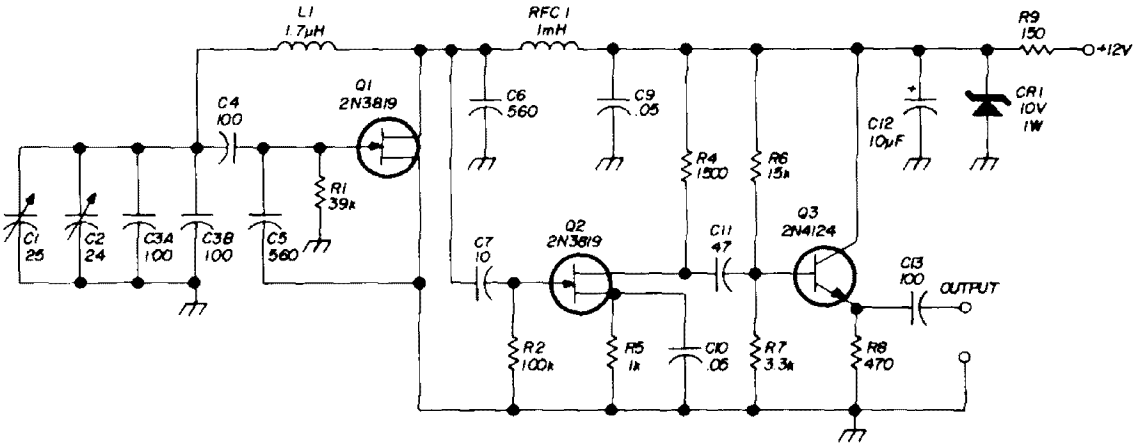 L1
1.7μH
RFC 1
1mH
R9
150
+12V
Q1
2N3819
C4
100
C6
560
C9
.05
+
C12
10μF
CR1
10V
1W
R1
39k
R4
1500
R6
15k
C1
25
C2
24
C3A
100
C3B
100
C5
560
C7
10
Q2
2N3819
C11
47
Q3
2N4124
C13
100
OUTPUT
R2
100k
R5
1k
C10
.05
R7
3.3k
R8
470